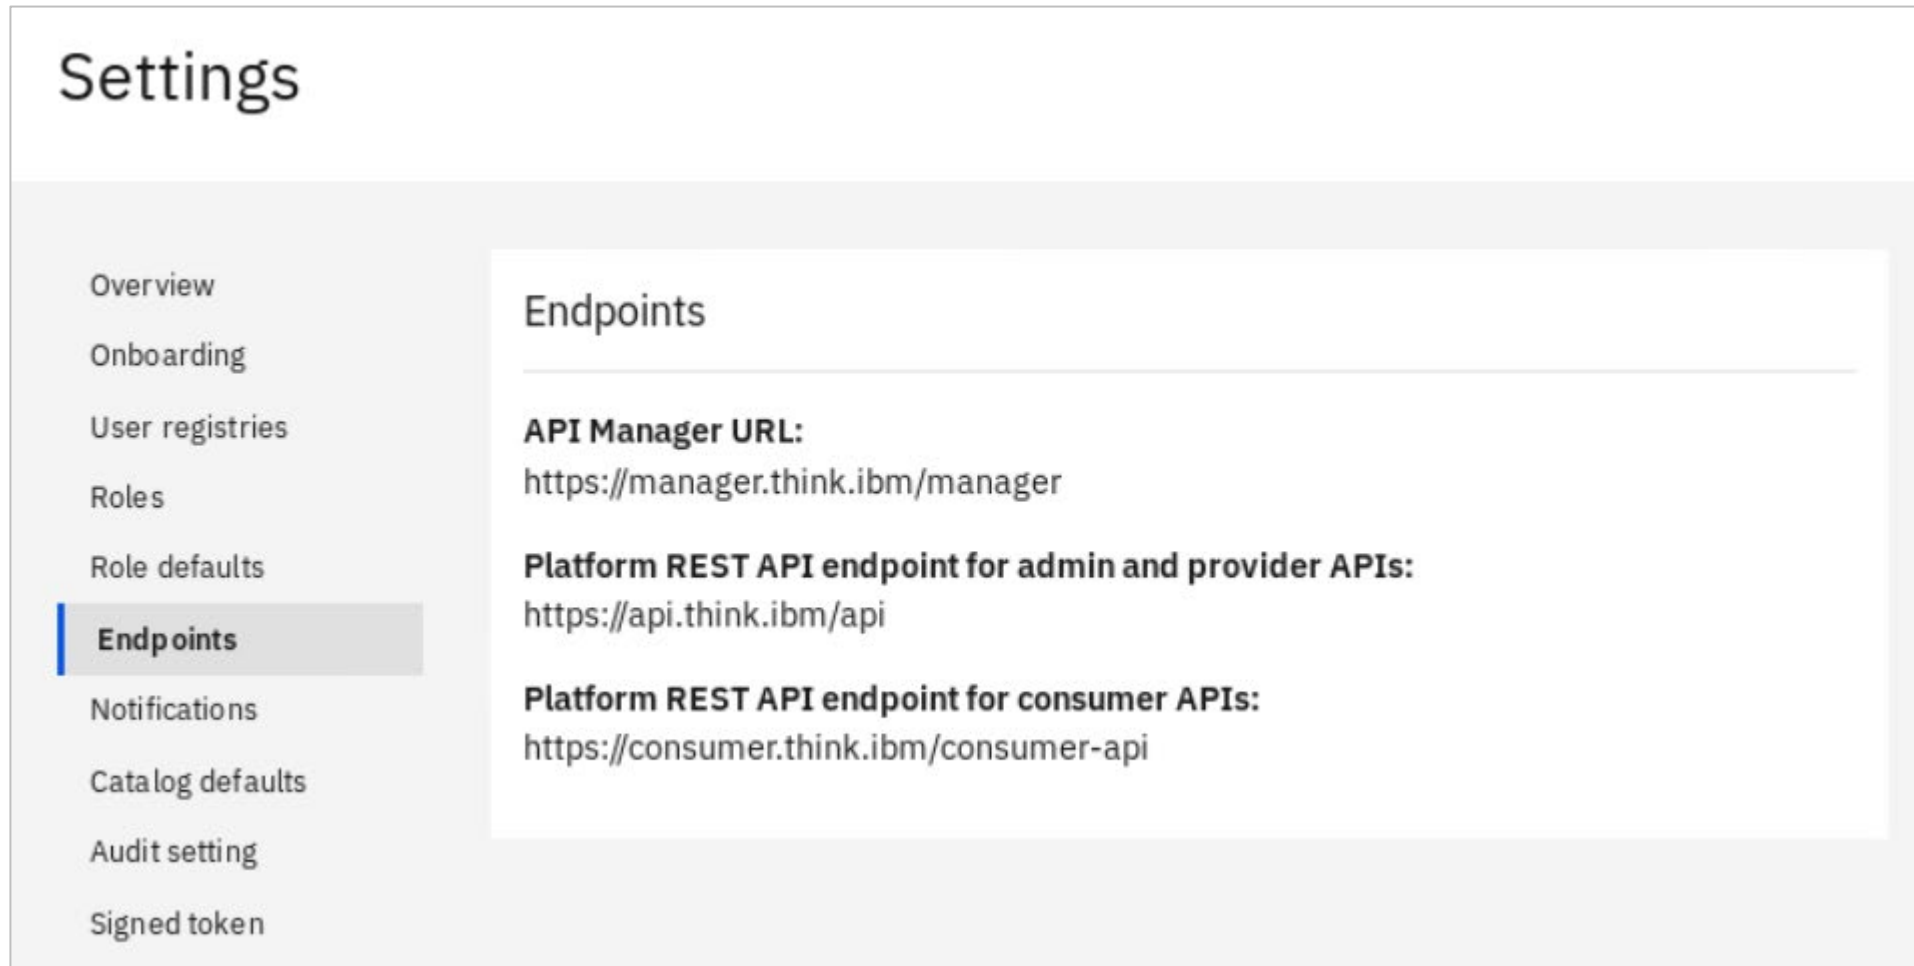 Settings
Overview
Onboarding
User registries
Roles
Role defaults
Endpoints
Notifications
Catalog defaults
Audit setting
Signed token
Endpoints
API Manager URL:
https://manager.think.ibm/manager
Platform REST API endpoint for admin and provider APIs:
https://api.think.ibm/api
Platform REST API endpoint for consumer APIs:
https://consumer.think.ibm/consumer-api